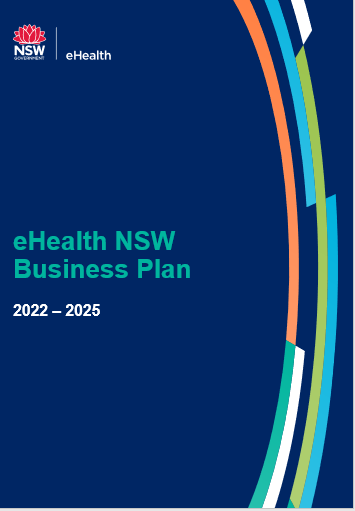 NSW
GOVERNMENT
eHealth
eHealth NSW
Business Plan
2022 – 2025